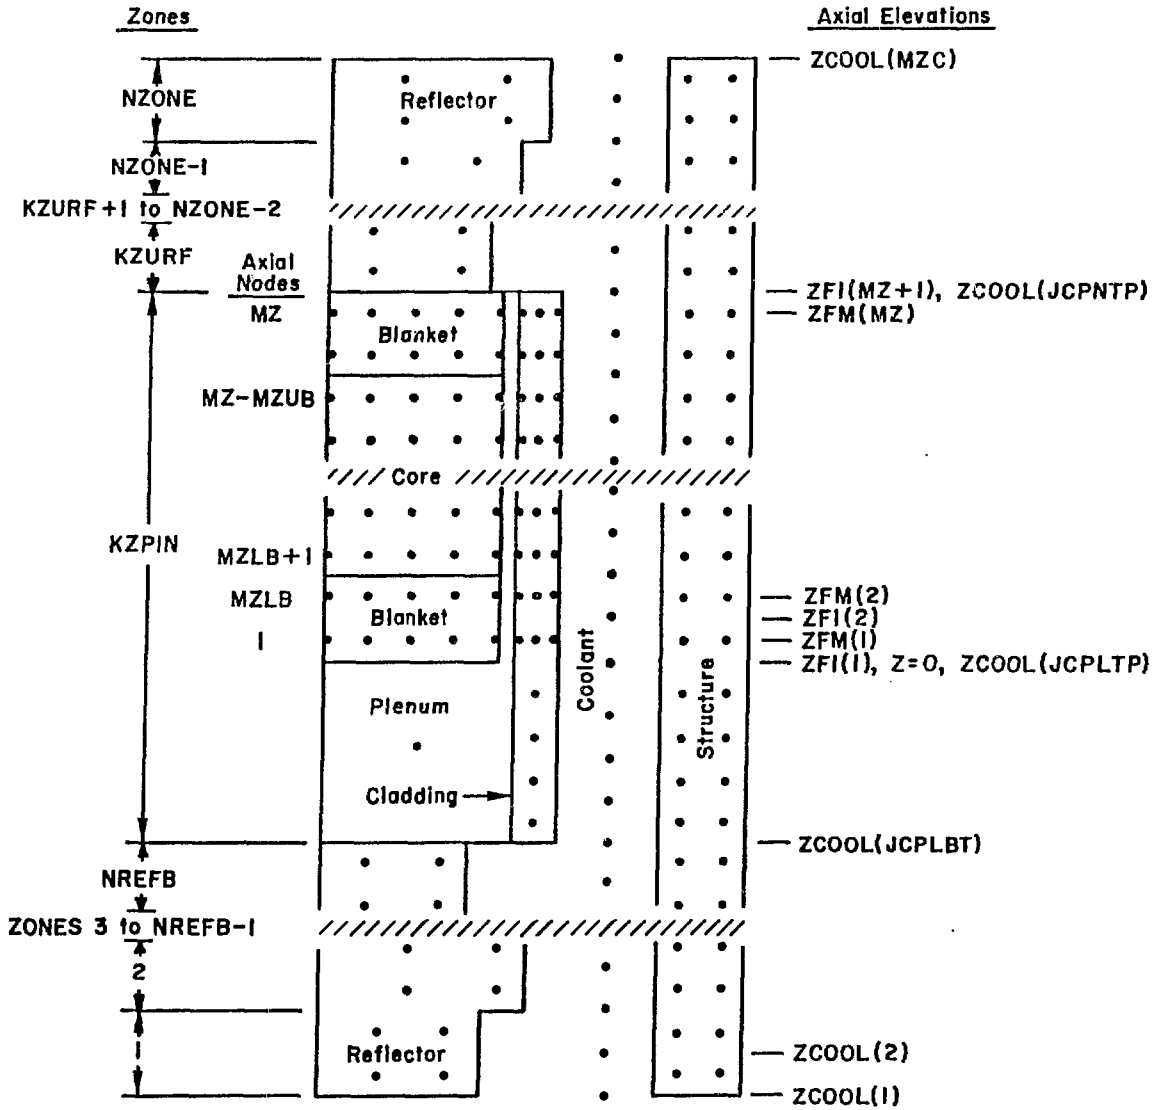 Zones
Axial Elevations
ZCOOL(MZC)
NZONE
Reflector
NZONE-1
KZURF+1 to NZONE-2
KZURF
Axial
Nodes
MZ
ZFI(MZ+1), ZCOOL(JCPNTP)
ZFM(MZ)
Blanket
MZ-MZUB
Core
KZPIN
MZLB+1
MZLB
Blanket
1
ZFM(2)
ZFI(2)
ZFM(1)
ZFI(1), Z=0, ZCOOL(JCPLTP)
Coolant
Structure
Plenum
Cladding
ZCOOL(JCPLBT)
NREFB
ZONES 3 to NREFB-1
2
1
Reflector
ZCOOL(2)
ZCOOL(1)